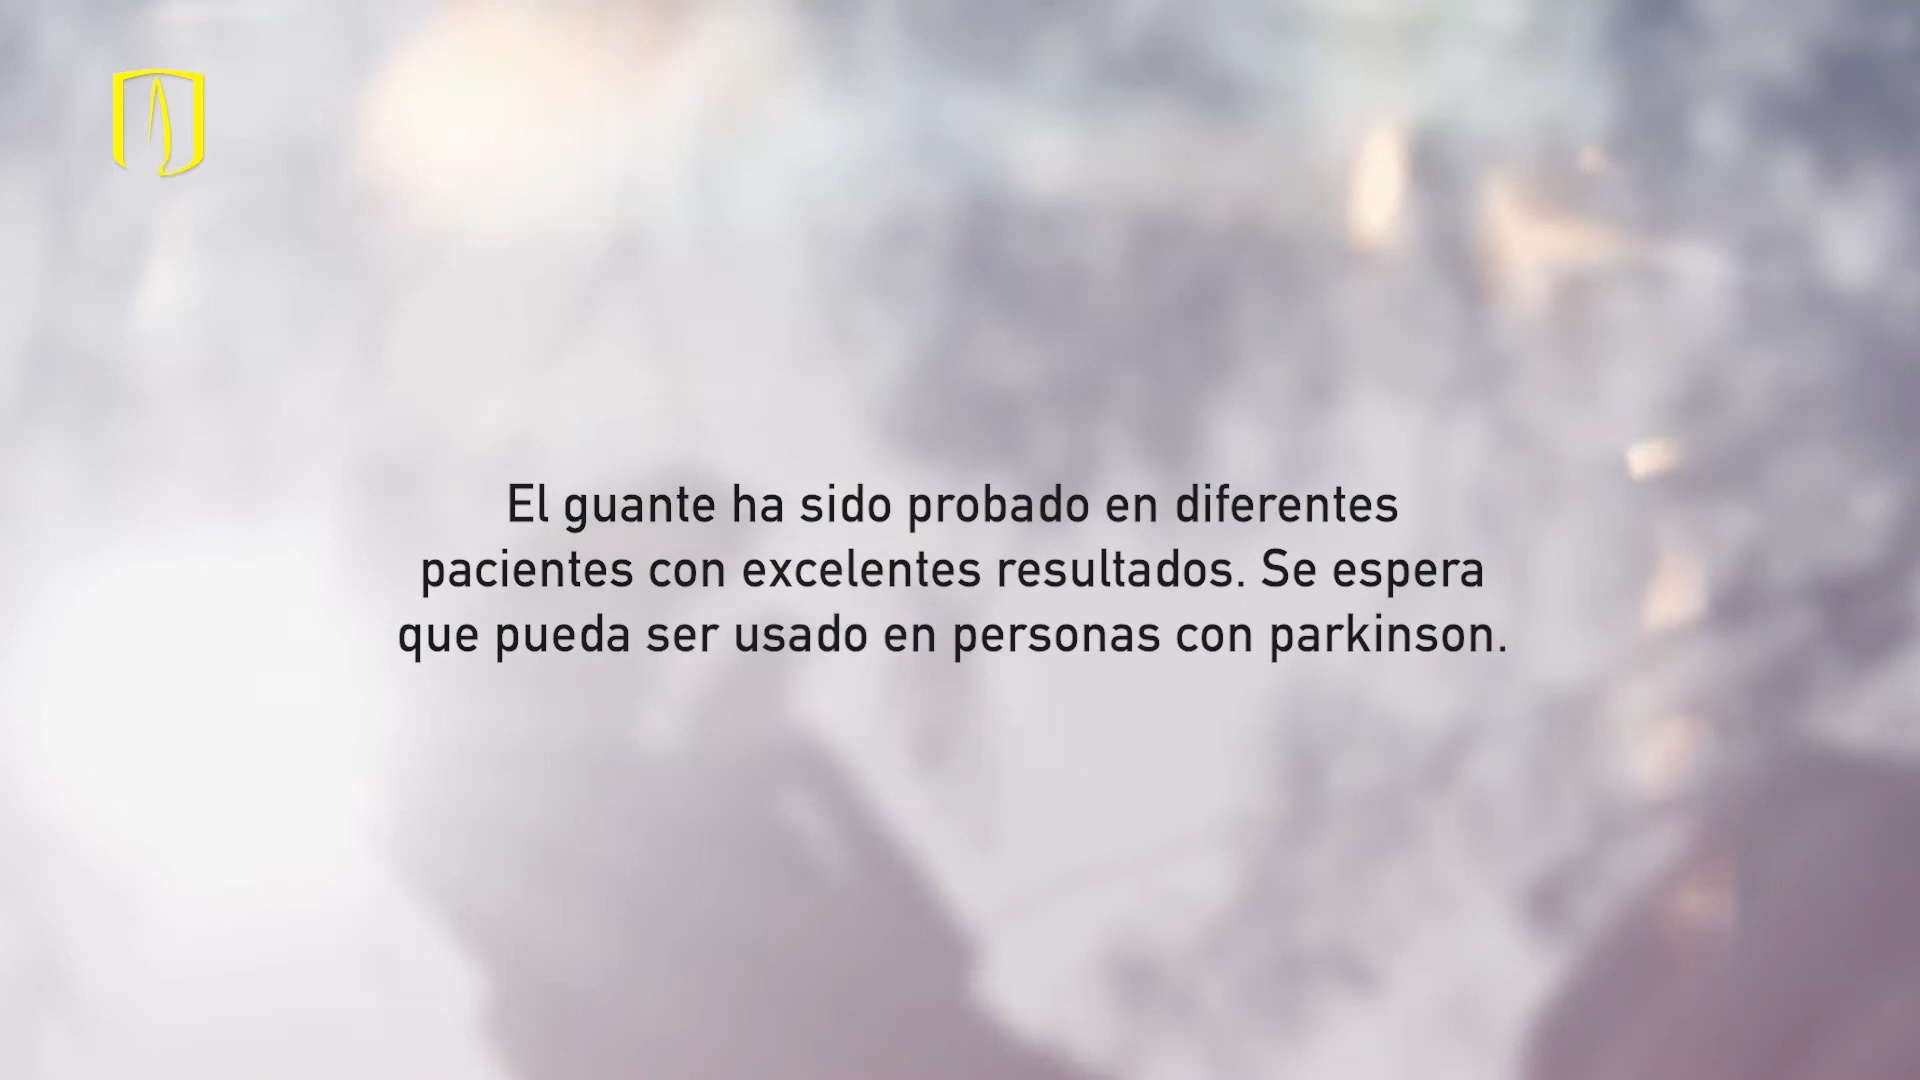 El guante ha sido probado en diferentes
pacientes con excelentes resultados. Se espera
que pueda ser usado en personas con parkinson.